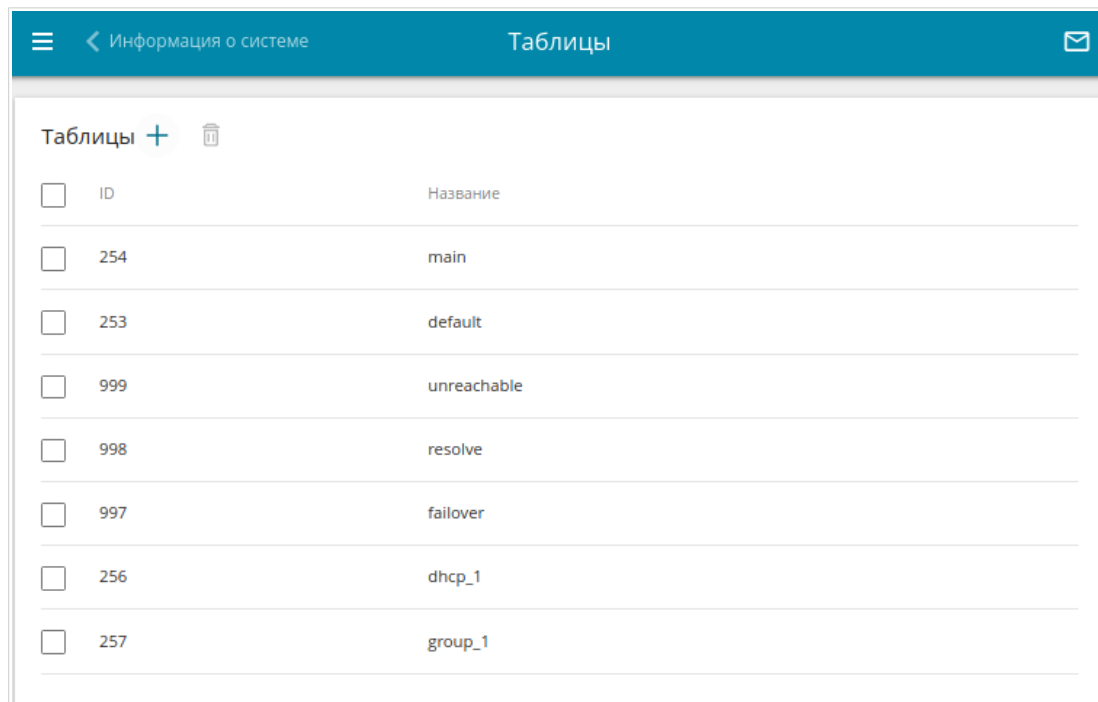 Информация о системе Таблицы
Таблицы
ID Название
254 main
253 default
999 unreachable
998 resolve
997 failover
256 dhcp_1
257 group_1